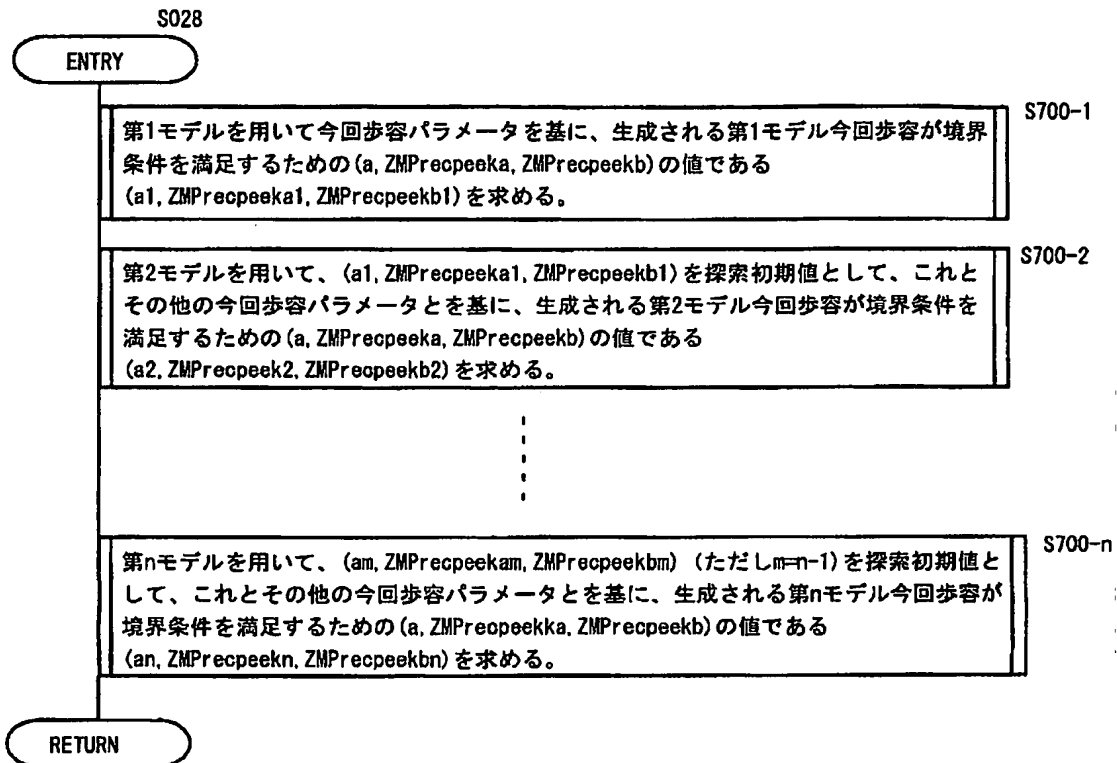 S028
ENTRY
S700-1
第1モデルを用いて今回歩容パラメータを基に、生成される第1モデル今回歩容が境界
条件を満足するための(a, ZMPrecpeeka, ZMPrecpeekb)の値である
(a1, ZMPrecpeeka1, ZMPrecpeekb1)を求める。
S700-2
第2モデルを用いて、(a1, ZMPrecpeeka1, ZMPrecpeekb1)を探索初期値として、これと
その他の今回歩容パラメータとを基に、生成される第2モデル今回歩容が境界条件を
満足するための(a, ZMPrecpeeka, ZMPrecpeekb)の値である
(a2, ZMPrecpeek2, ZMPrecpeekb2)を求める。
S700-n
第nモデルを用いて、(am, ZMPrecpeekam, ZMPrecpeekbm) (ただしm=n-1)を探索初期値と
して、これとその他の今回歩容パラメータとを基に、生成される第nモデル今回歩容が
境界条件を満足するための(a, ZMPrecpeekka, ZMPrecpeekb)の値である
(an, ZMPrecpeekn, ZMPrecpeekbn)を求める。
RETURN